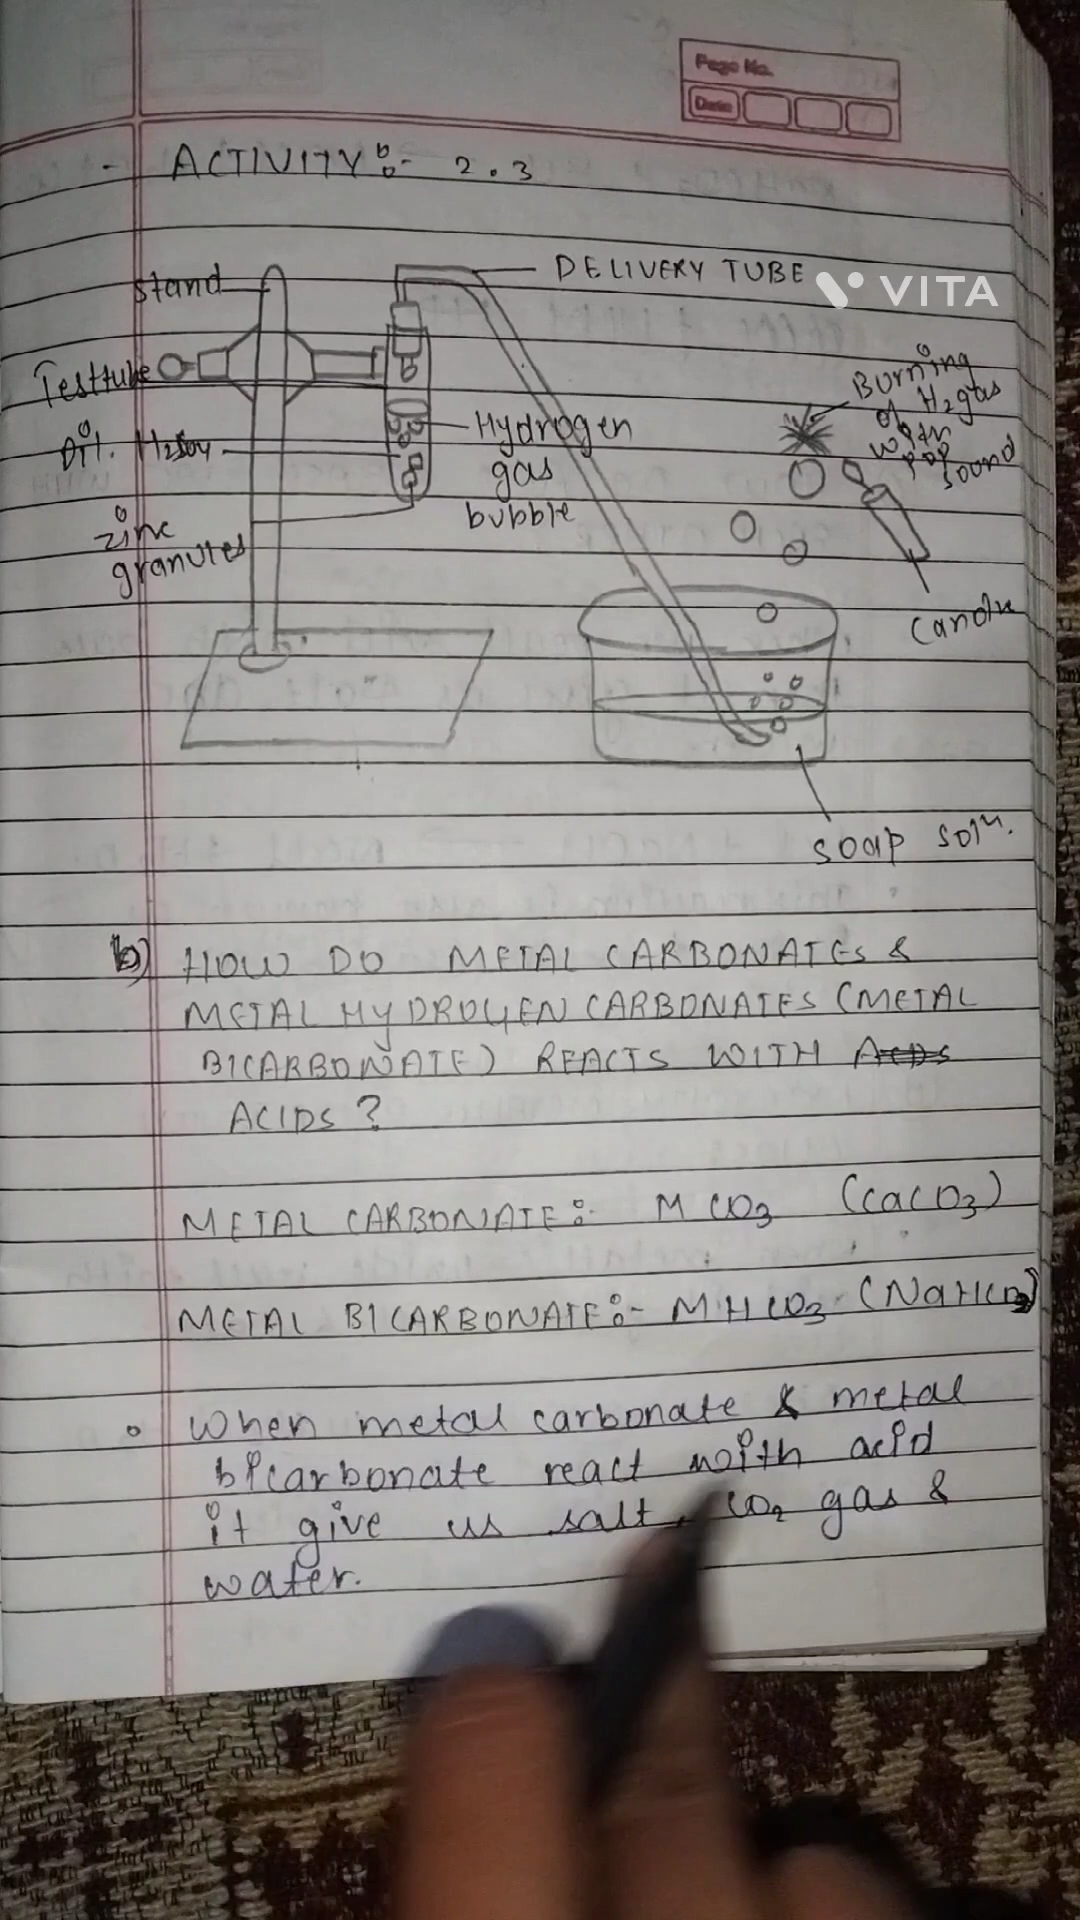 Page No.
Date
- ACTIVITY :- 2.3
stand
DELIVERY TUBE
VITA
Testtube
Dil. H2SO4
Hydrogen
gas
bubble
zinc
granules
Burning
of H2 gas
with
pop
sound
Candle
soap soln.
b) HOW DO METAL CARBONATES &
METAL HYDROGEN CARBONATES (METAL
BICARBONATE) REACTS WITH
ACIDS ?
METAL CARBONATE :- MCO3 (CaCO3)
METAL BICARBONATE :- MHCO3 (NaHCO3)
• When metal carbonate & metal
bicarbonate react with acid
it give us salt, CO2 gas &
water.